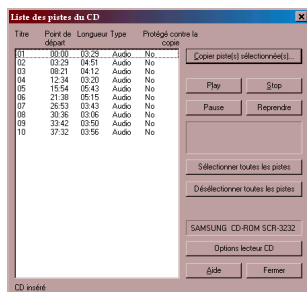 Liste des pistes du CD
Titre Point de départ Longueur Type Protégé contre la copie
01 00:00 03:29 Audio No
02 03:29 04:51 Audio No
03 08:21 04:12 Audio No
04 12:34 03:20 Audio No
05 15:54 05:43 Audio No
06 21:38 05:15 Audio No
07 26:53 03:43 Audio No
08 30:36 03:06 Audio No
09 33:42 03:50 Audio No
10 37:32 03:56 Audio No
Copier piste(s) sélectionnée(s)...
Play Stop
Pause Reprendre
Sélectionner toutes les pistes
Désélectionner toutes les pistes
SAMSUNG CD-ROM SCR-3232
Options lecteur CD
Aide Fermer
CD inséré